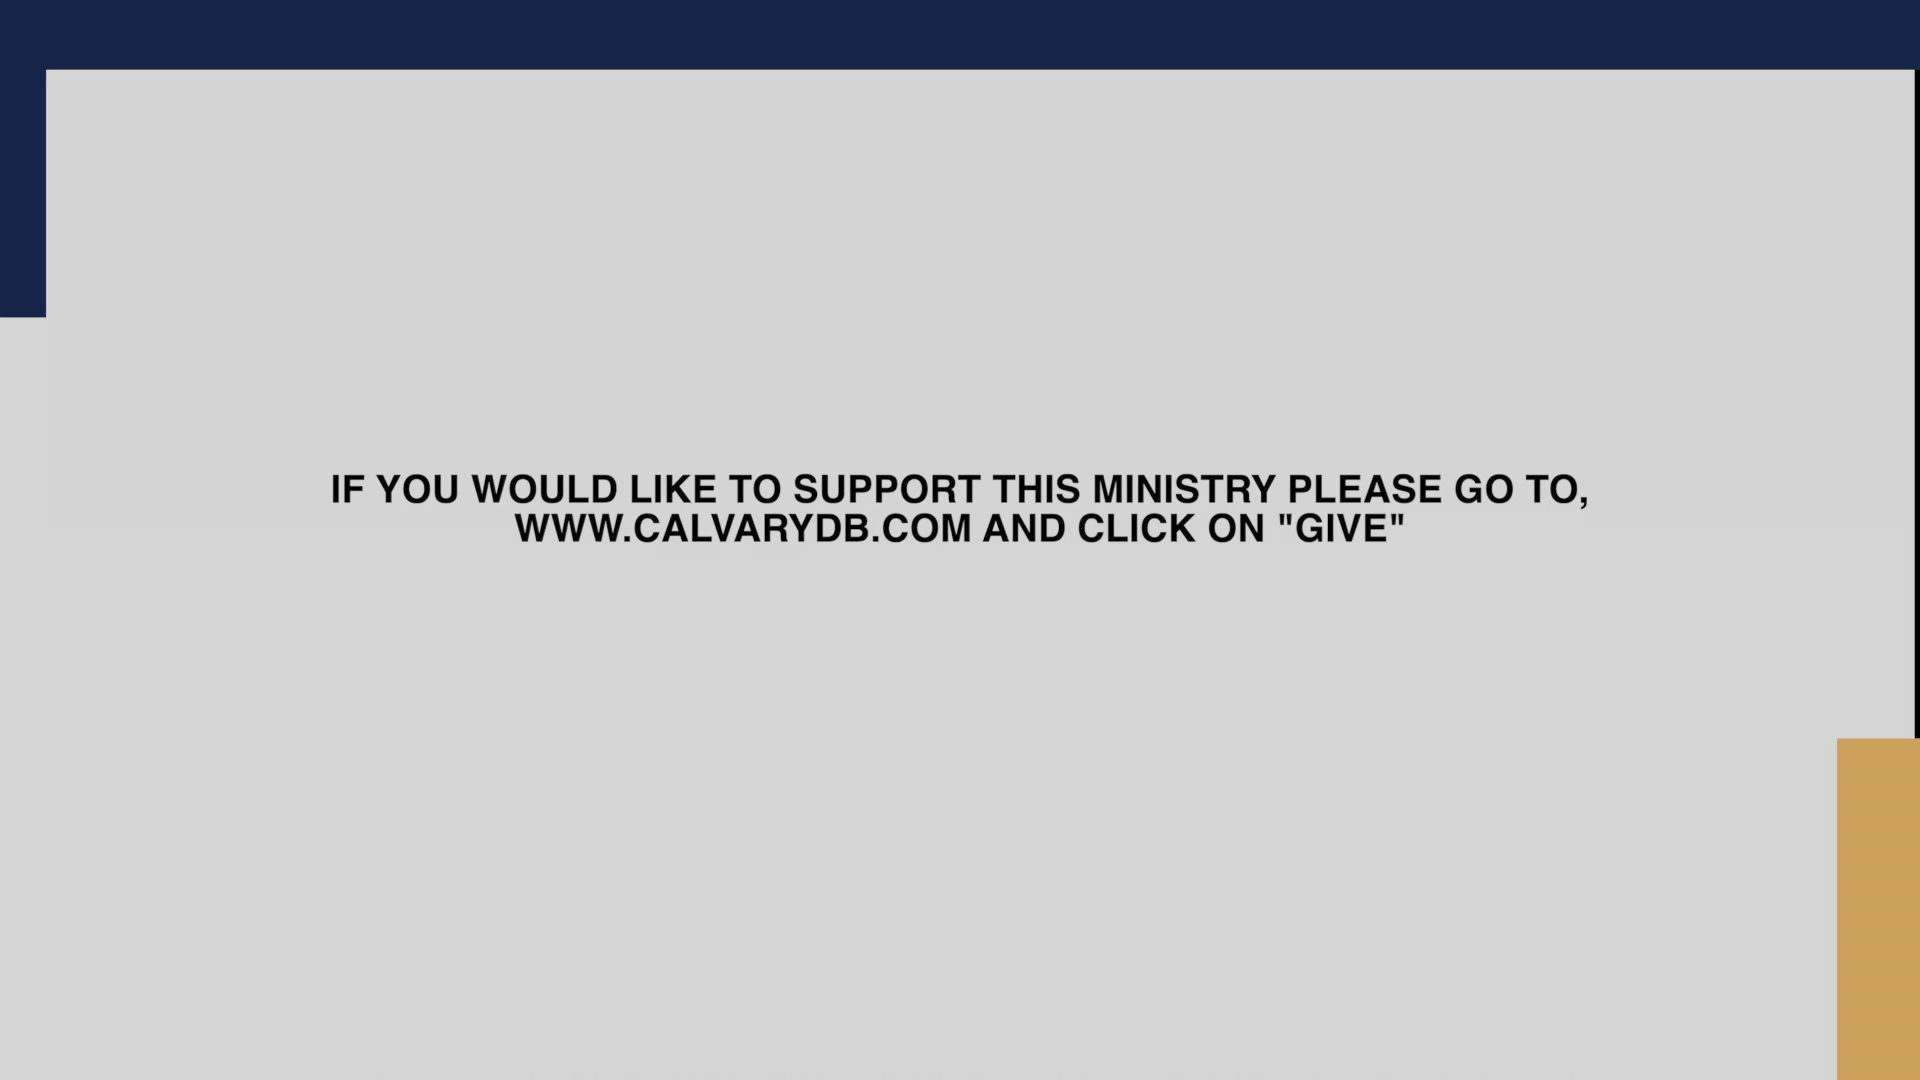 IF YOU WOULD LIKE TO SUPPORT THIS MINISTRY PLEASE GO TO,
WWW.CALVARYDB.COM AND CLICK ON "GIVE"